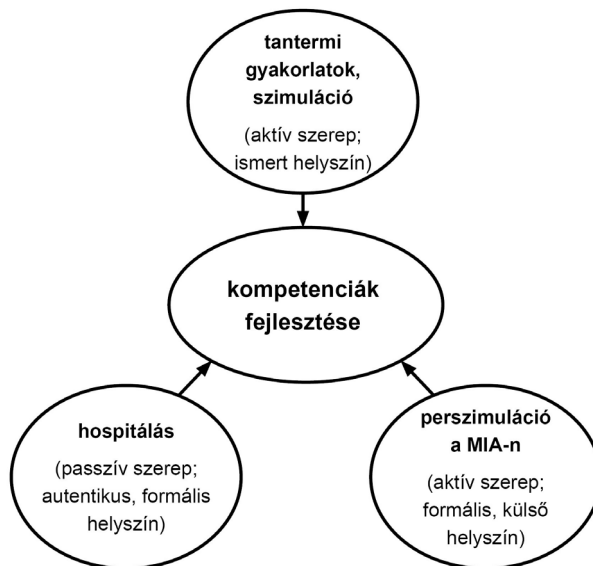 tantermi
gyakorlatok,
szimuláció
(aktív szerep;
ismert helyszín)
kompetenciák
fejlesztése
hospitálás
(passzív szerep;
autentikus, formális
helyszín)
perszimuláció
a MIA-n
(aktív szerep;
formális, külső
helyszín)